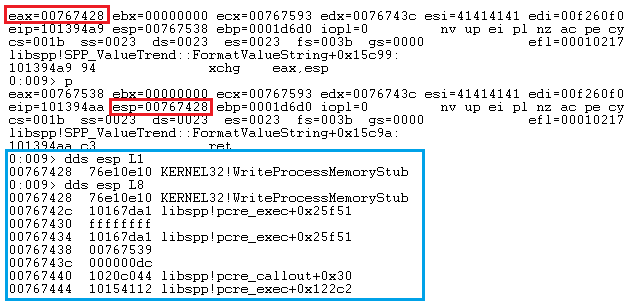 eax=00767428 ebx=00000000 ecx=00767593 edx=0076743c esi=41414141 edi=00f260f0
eip=101394a9 esp=00767538 ebp=0001d6d0 iopl=0 nv up ei pl nz ac pe cy
cs=001b ss=0023 ds=0023 es=0023 fs=003b gs=0000 efl=00010217
libspp!SPP_ValueTrend::FormatValueString+0x15c99:
101394a9 94 xchg eax,esp
0:009> p
eax=00767538 ebx=00000000 ecx=00767593 edx=0076743c esi=41414141 edi=00f260f0
eip=101394aa esp=00767428 ebp=0001d6d0 iopl=0 nv up ei pl nz ac pe cy
cs=001b ss=0023 ds=0023 es=0023 fs=003b gs=0000 efl=00010217
libspp!SPP_ValueTrend::FormatValueString+0x15c9a:
101394aa c3 ret
0:009> dds esp L1
00767428 76e10e10 KERNEL32!WriteProcessMemoryStub
0:009> dds esp L8
00767428 76e10e10 KERNEL32!WriteProcessMemoryStub
0076742c 10167da1 libspp!pcre_exec+0x25f51
00767430 ffffffff
00767434 10167da1 libspp!pcre_exec+0x25f51
00767438 00767539
0076743c 000000dc
00767440 1020c044 libspp!pcre_callout+0x30
00767444 10154112 libspp!pcre_exec+0x122c2